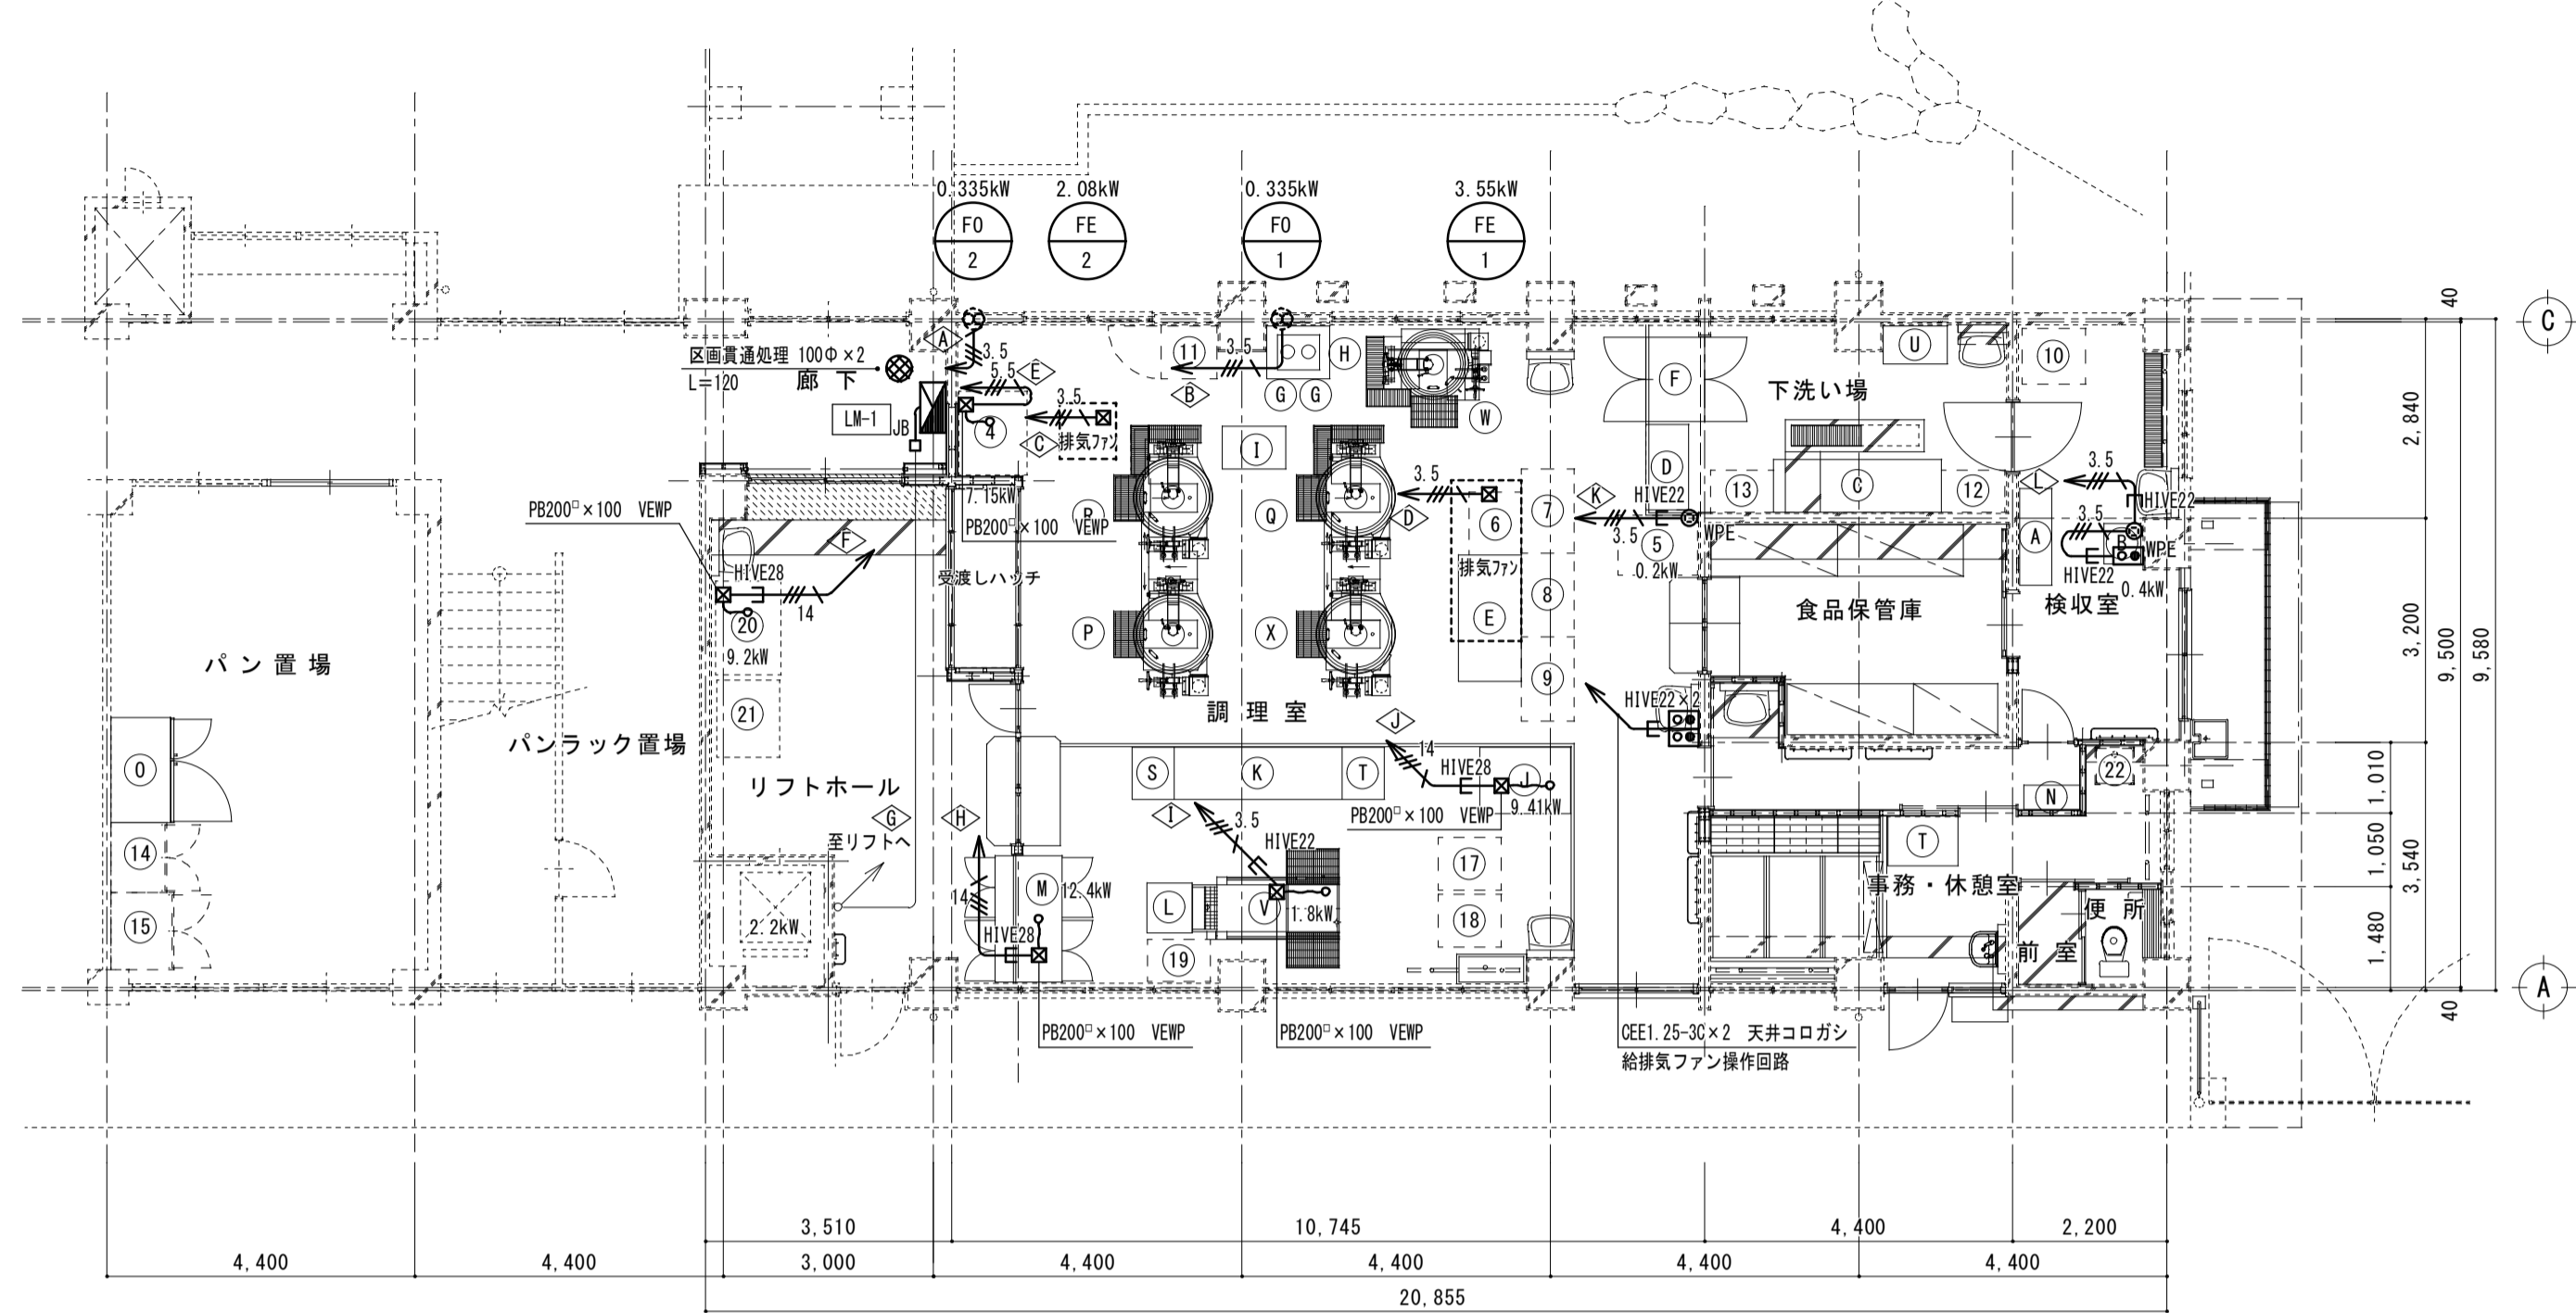 0.335kW
2.08kW
0.335kW
3.55kW
FO
2
FE
2
FO
1
FE
1
40
C
区画貫通処理 100Φ×2
L=120
廊 下
A
3.5
5.5
E
3.5
11
3.5
B
H
G
G
W
F
U
10
下洗い場
2,840
LM-1
JB
4
C
排気ファン
I
D
13
C
12
L
3.5
HIVE22
PB200□×100 VEWP
7.15kW
PB200□×100 VEWP
R
Q
3.5
D
6
7
K
HIVE22
3.5
5
WPE
0.2kW
A
3.5
B
WPE
HIVE22
0.4kW
F
HIVE28
14
20
9.2kW
21
受渡しハッチ
P
X
排気ファン
E
8
9
食品保管庫
検収室
3,200
9,500
9,580
パン置場
パンラック置場
リフトホール
調理室
HIVE22×2
O
14
15
G
至リフトへ
H
S
K
T
J
14
HIVE28
J
9.41kW
PB200□×100 VEWP
I
3.5
HIVE22
22
N
1,010
1,050
3,540
1,480
2.2kW
14
M
12.4kW
HIVE28
L
V
1.8kW
19
17
18
T
事務・休憩室
便所
前室
A
40
PB200□×100 VEWP
PB200□×100 VEWP
CEE1.25-3C×2 天井コロガシ
給排気ファン操作回路
3,510
10,745
4,400
2,200
4,400
4,400
3,000
4,400
4,400
4,400
4,400
20,855